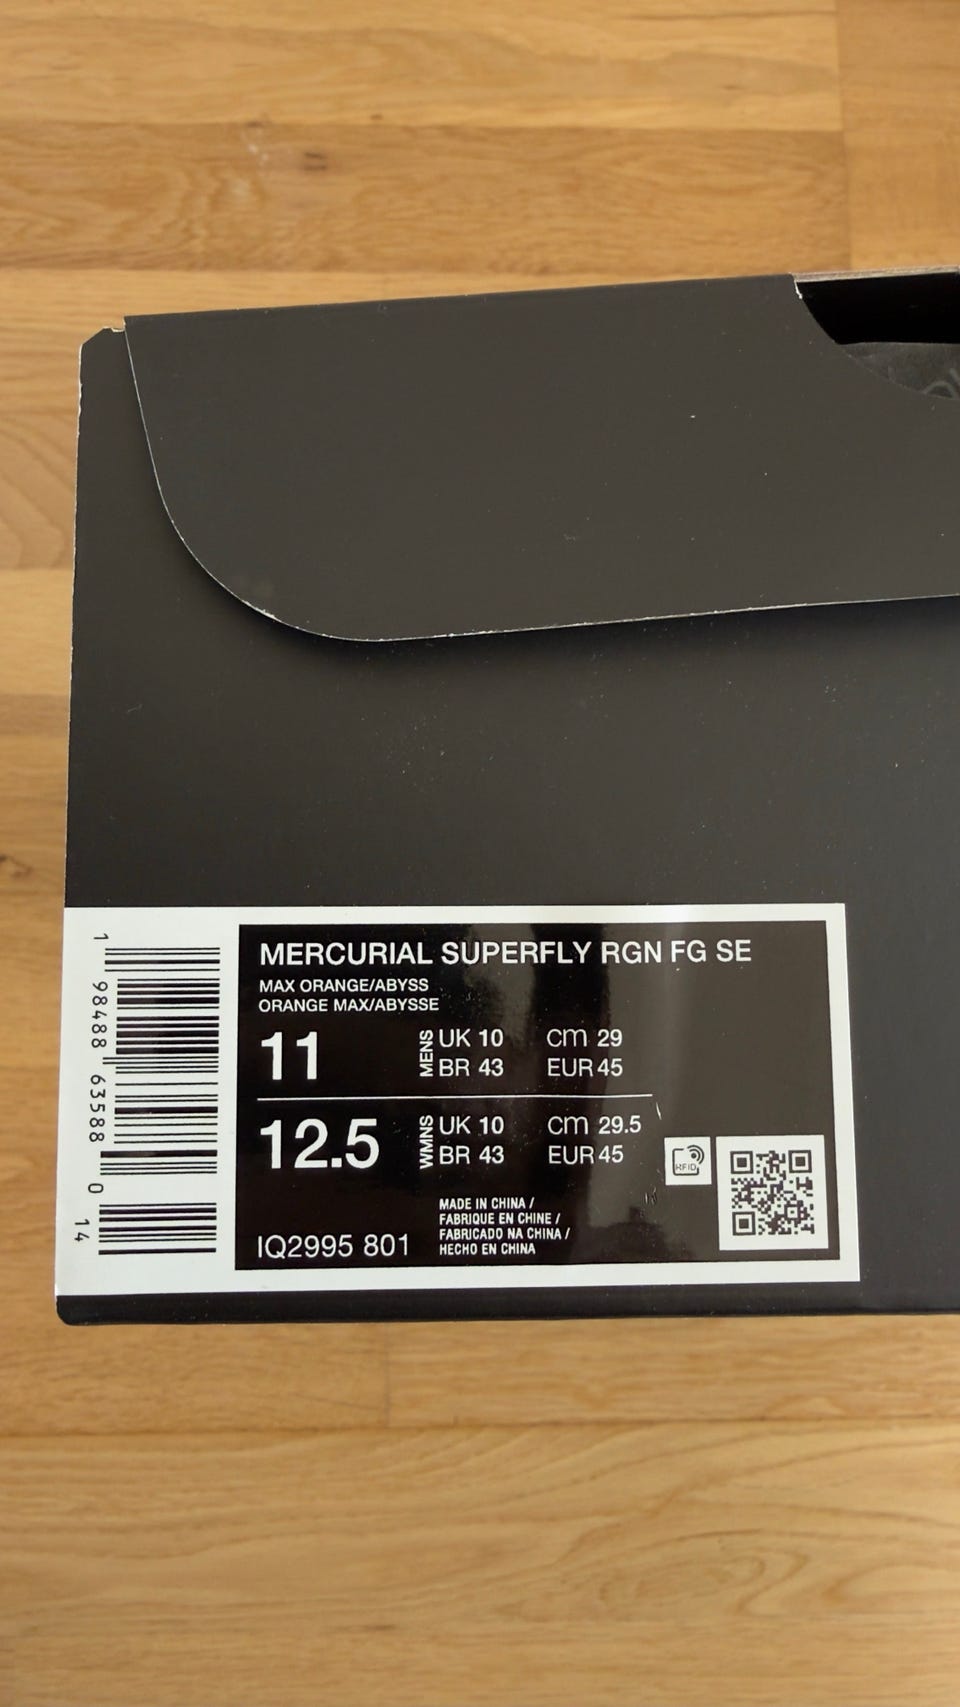 MERCURIAL SUPERFLY RGN FG SE
MAX ORANGE/ABYSS
ORANGE MAX/ABYSSE
11 MENS UK 10 cm 29
BR 43 EUR 45
12.5 WMNS UK 10 cm 29.5
BR 43 EUR 45
RFID
MADE IN CHINA /
FABRIQUE EN CHINE /
FABRICADO NA CHINA /
HECHO EN CHINA
IQ2995 801
1 98488 63588 0 14